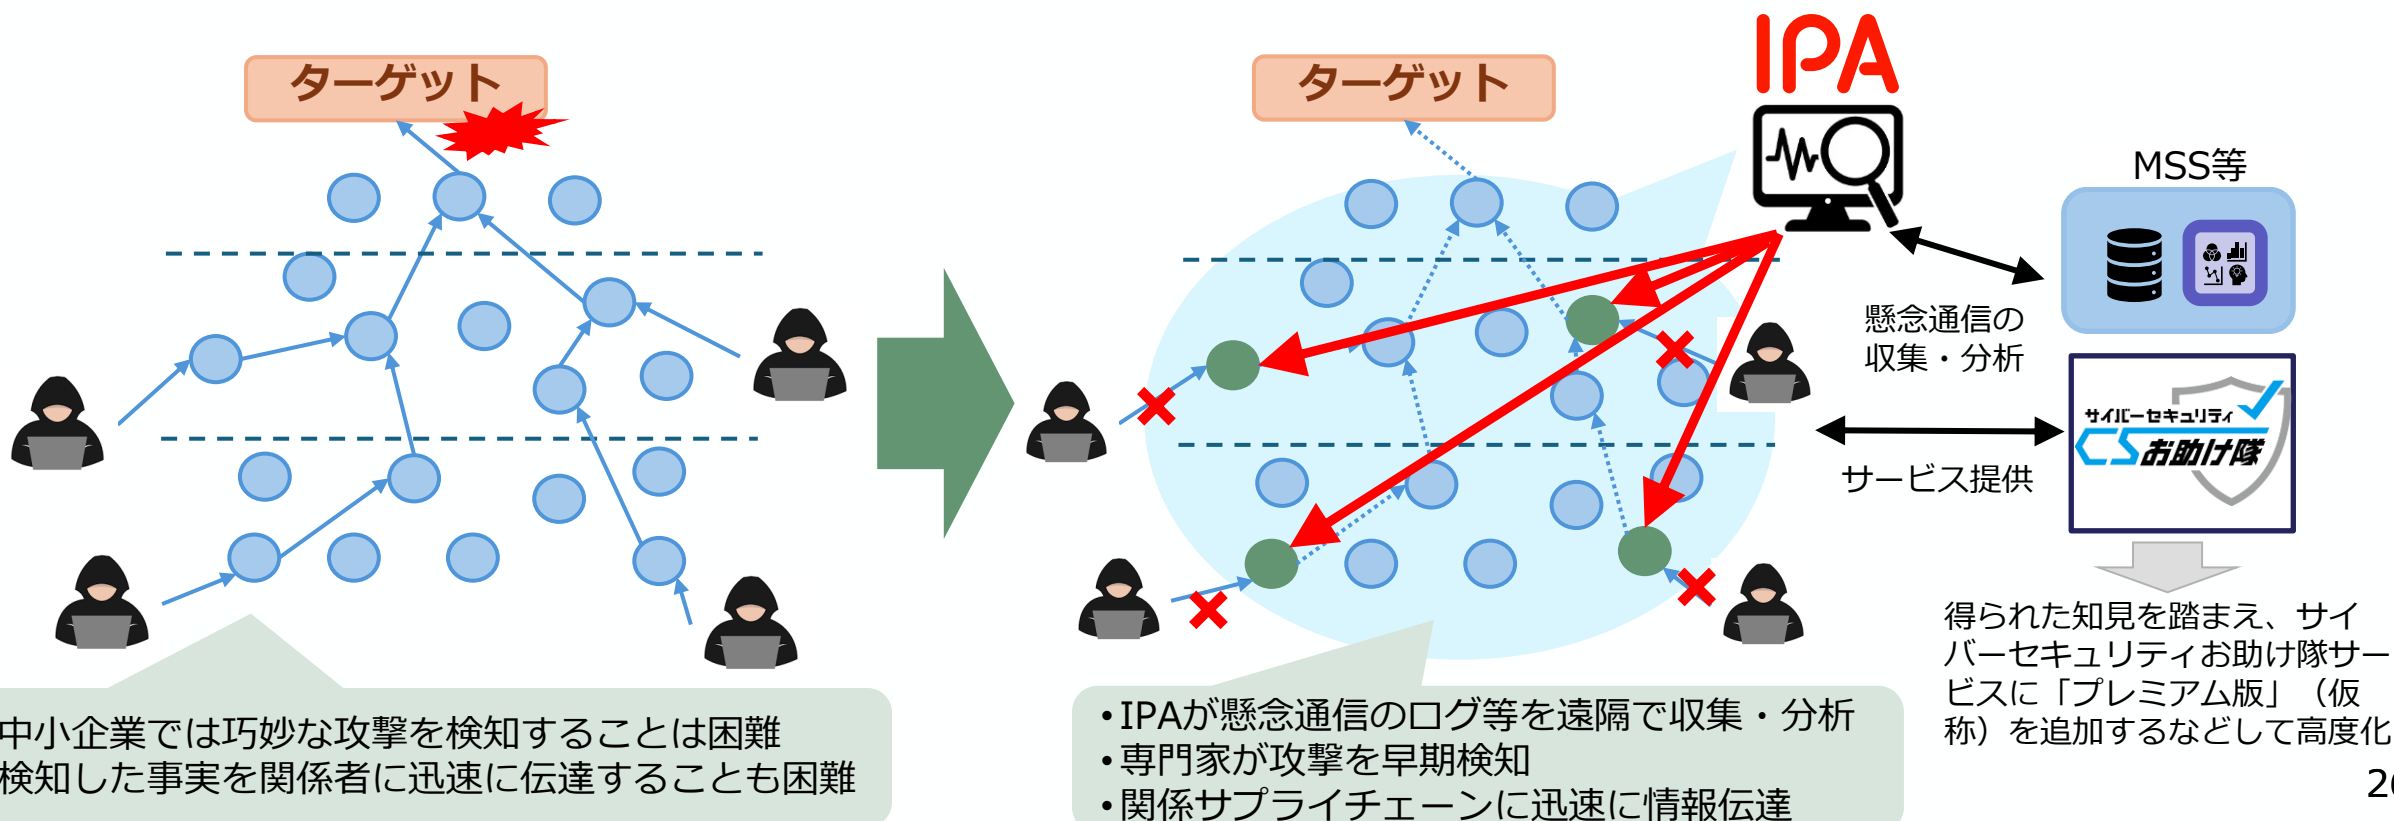 ターゲット
中小企業では巧妙な攻撃を検知することは困難
検知した事実を関係者に迅速に伝達することも困難
ターゲット
IPA
MSS等
懸念通信の
収集・分析
サイバーセキュリティ
CSお助け隊
サービス提供
得られた知見を踏まえ、サイ
バーセキュリティお助け隊サー
ビスに「プレミアム版」（仮
称）を追加するなどして高度化
•IPAが懸念通信のログ等を遠隔で収集・分析
•専門家が攻撃を早期検知
•関係サプライチェーンに迅速に情報伝達